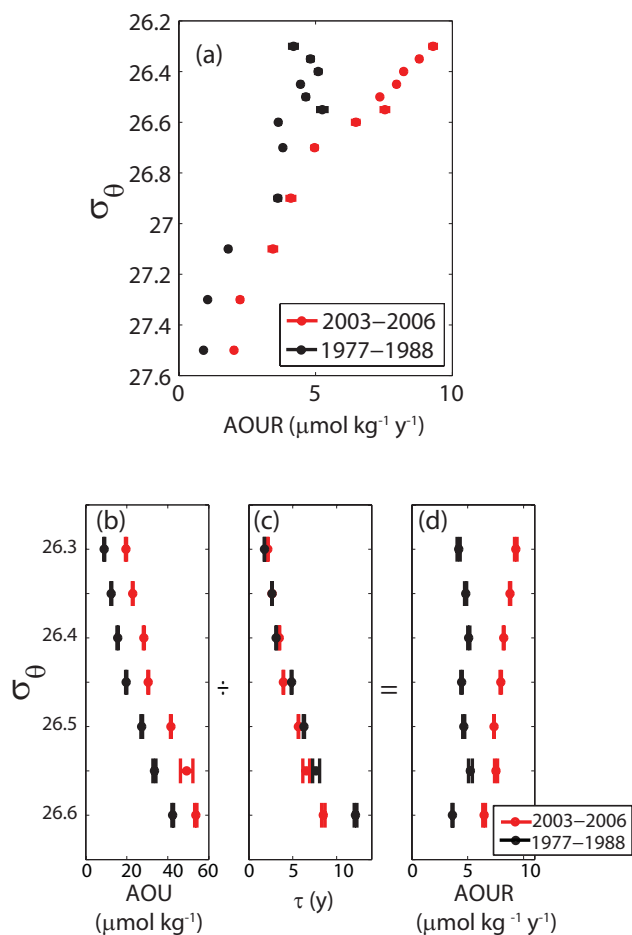 26.2
26.4
26.6
26.8
27
27.2
27.4
27.6
σθ
(a)
2003−2006
1977−1988
0 5 10
AOUR (μmol kg⁻¹ y⁻¹)
(b) (c) (d)
26.3
26.4
26.5
26.6
σθ
÷ =
2003−2006
1977−1988
0 20 40 60 0 5 10 0 5 10
AOU τ (y) AOUR
(μmol kg⁻¹) (μmol kg⁻¹ y⁻¹)